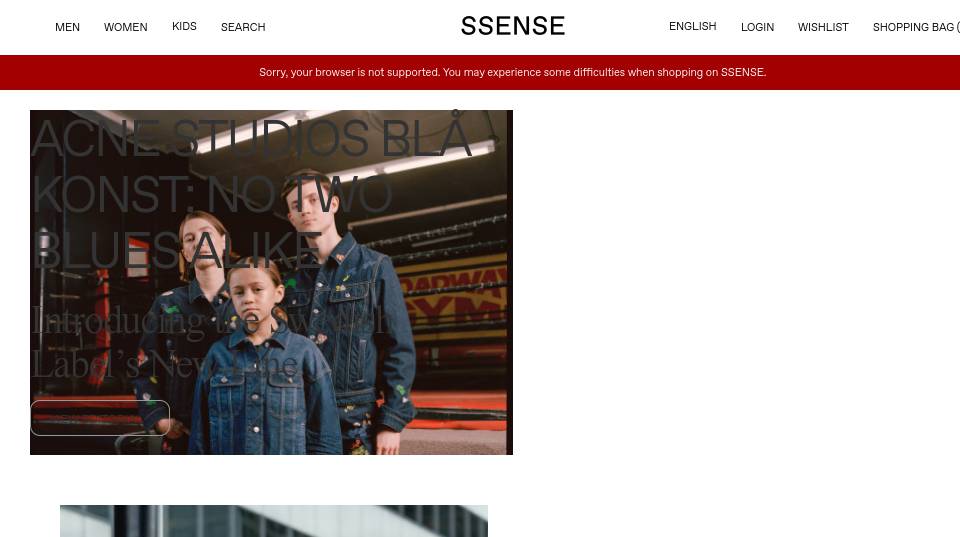 MEN WOMEN KIDS SEARCH SSENSE ENGLISH LOGIN WISHLIST SHOPPING BAG (
Sorry, your browser is not supported. You may experience some difficulties when shopping on SSENSE.
ACNE STUDIOS BLÅ
KONST: NO TWO
BLUES ALIKE
Introducing the Swedish
Label's New Line
GYM